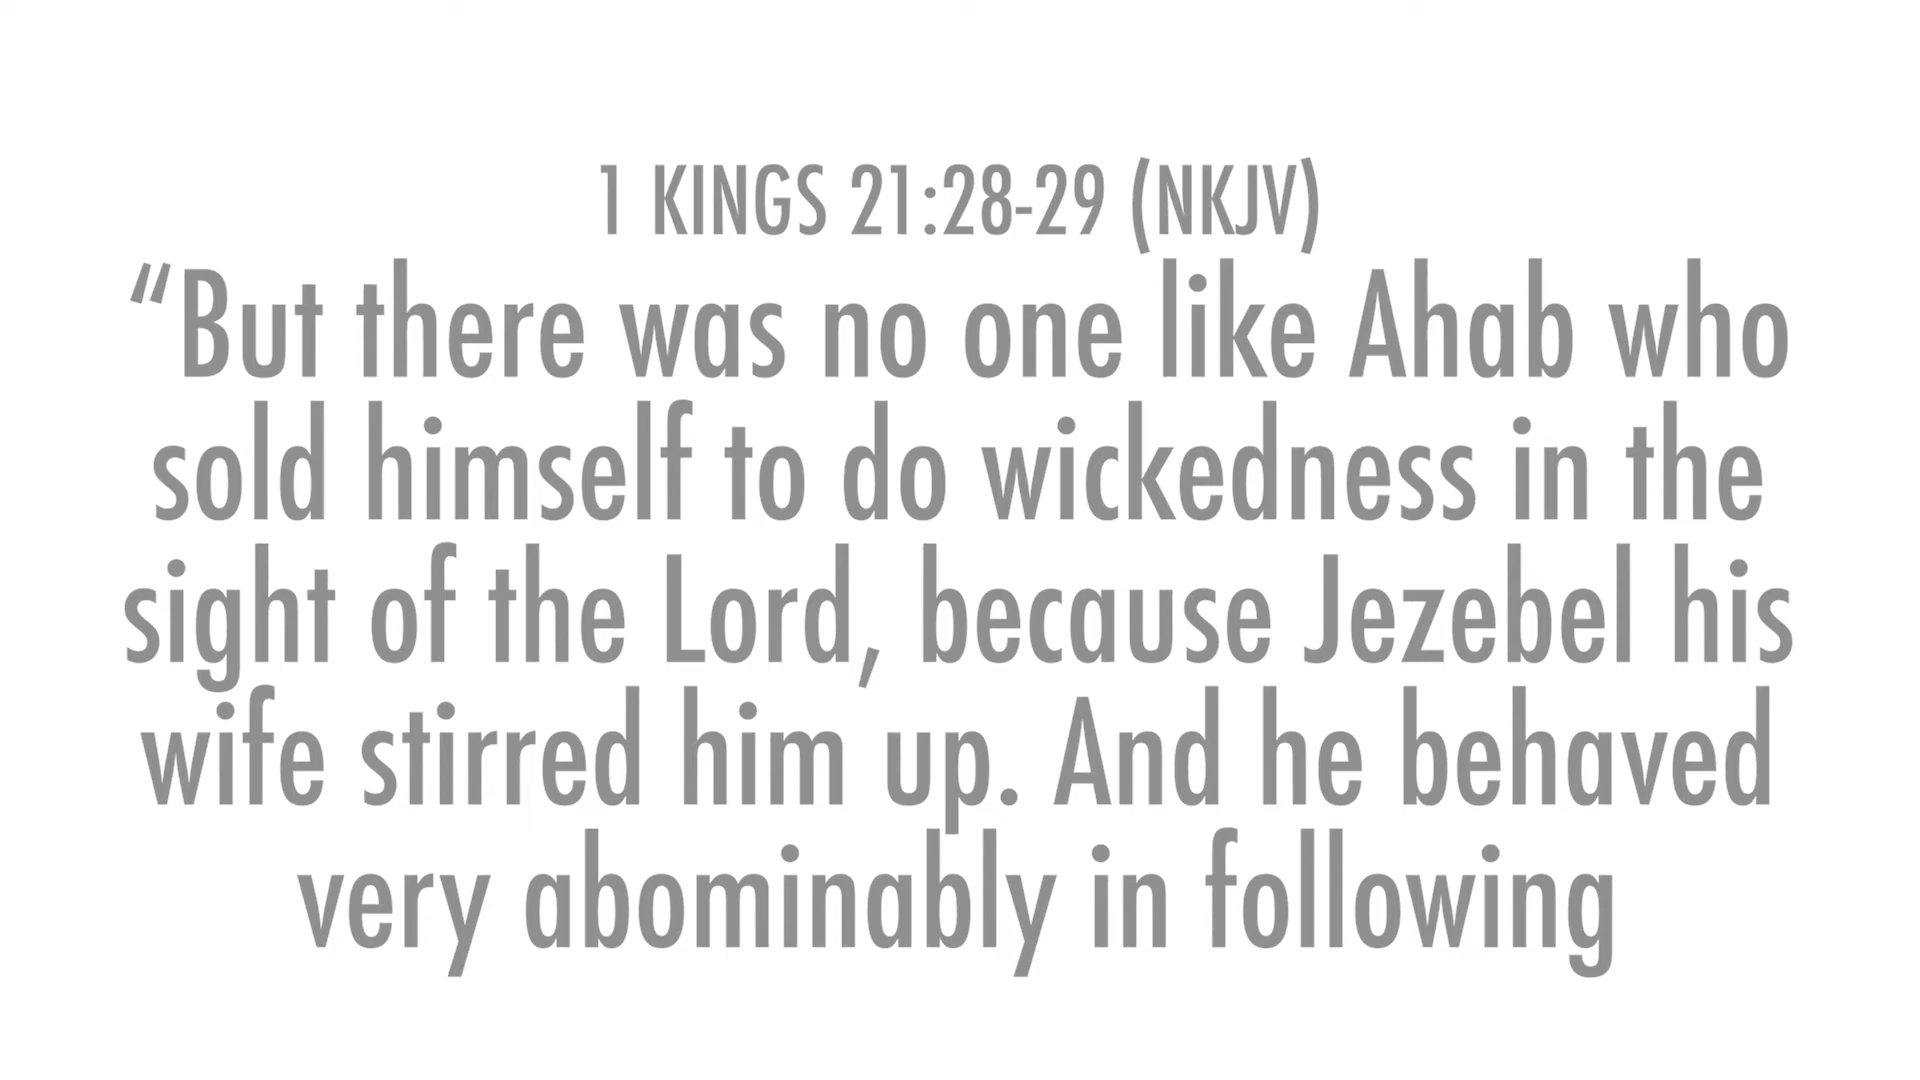 1 KINGS 21:28-29 (NKJV)
“But there was no one like Ahab who
sold himself to do wickedness in the
sight of the Lord, because Jezebel his
wife stirred him up. And he behaved
very abominably in following